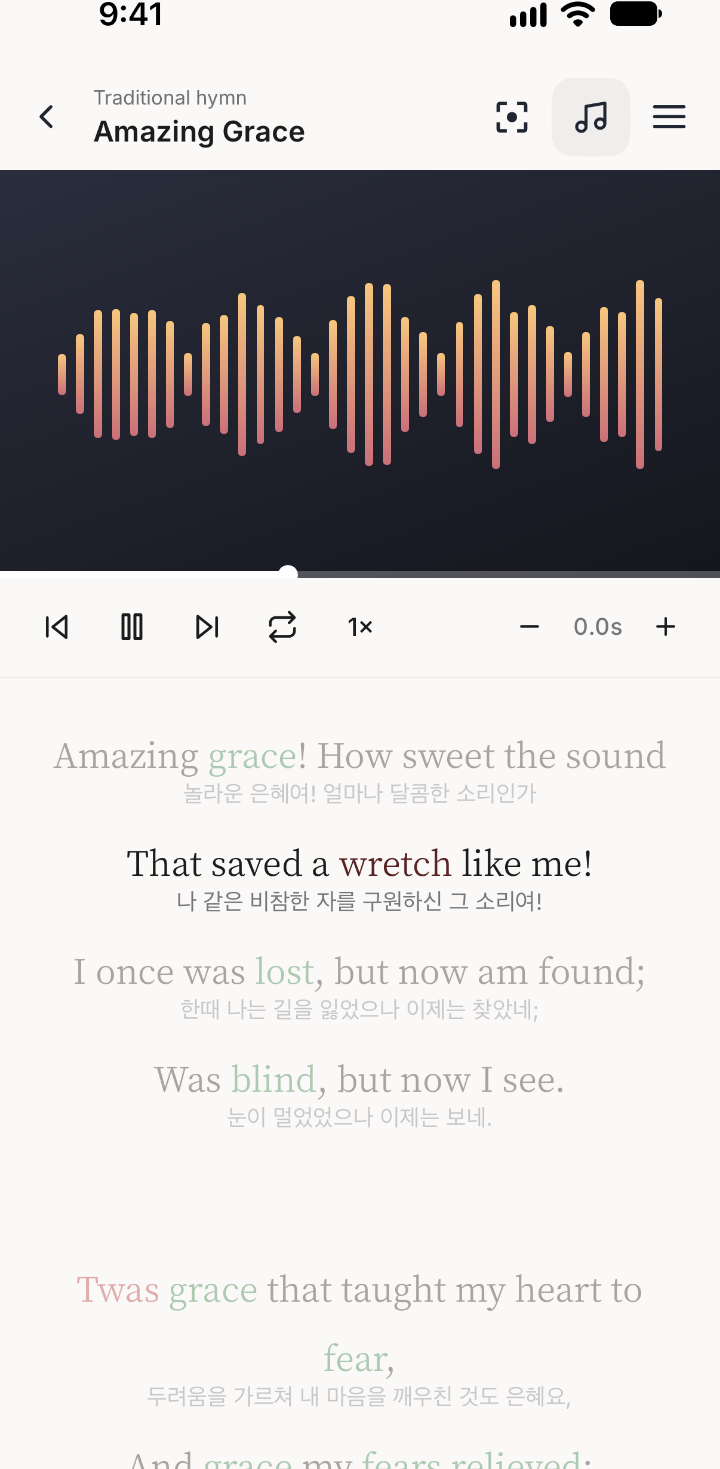 9:41
Traditional hymn
Amazing Grace
1×
0.0s
Amazing grace! How sweet the sound
놀라운 은혜여! 얼마나 달콤한 소리인가
That saved a wretch like me!
나 같은 비참한 자를 구원하신 그 소리여!
I once was lost, but now am found;
한때 나는 길을 잃었으나 이제는 찾았네;
Was blind, but now I see.
눈이 멀었었으나 이제는 보네.
Twas grace that taught my heart to
fear,
두려움을 가르쳐 내 마음을 깨우친 것도 은혜요,
And grace my fears relieved;